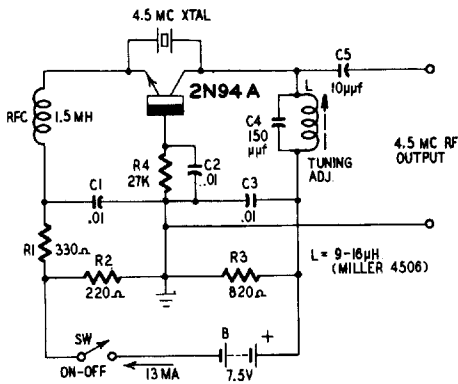 4.5 MC XTAL
2N94A
C5
10µµf
RFC
1.5 MH
L
C4
150
µµf
TUNING
ADJ.
4.5 MC RF
OUTPUT
R4
27K
C2
.01
C1
.01
C3
.01
R1
330Ω
R2
220Ω
R3
820Ω
L = 9-16µH
(MILLER 4506)
SW
ON-OFF
13 MA
B
+
7.5V